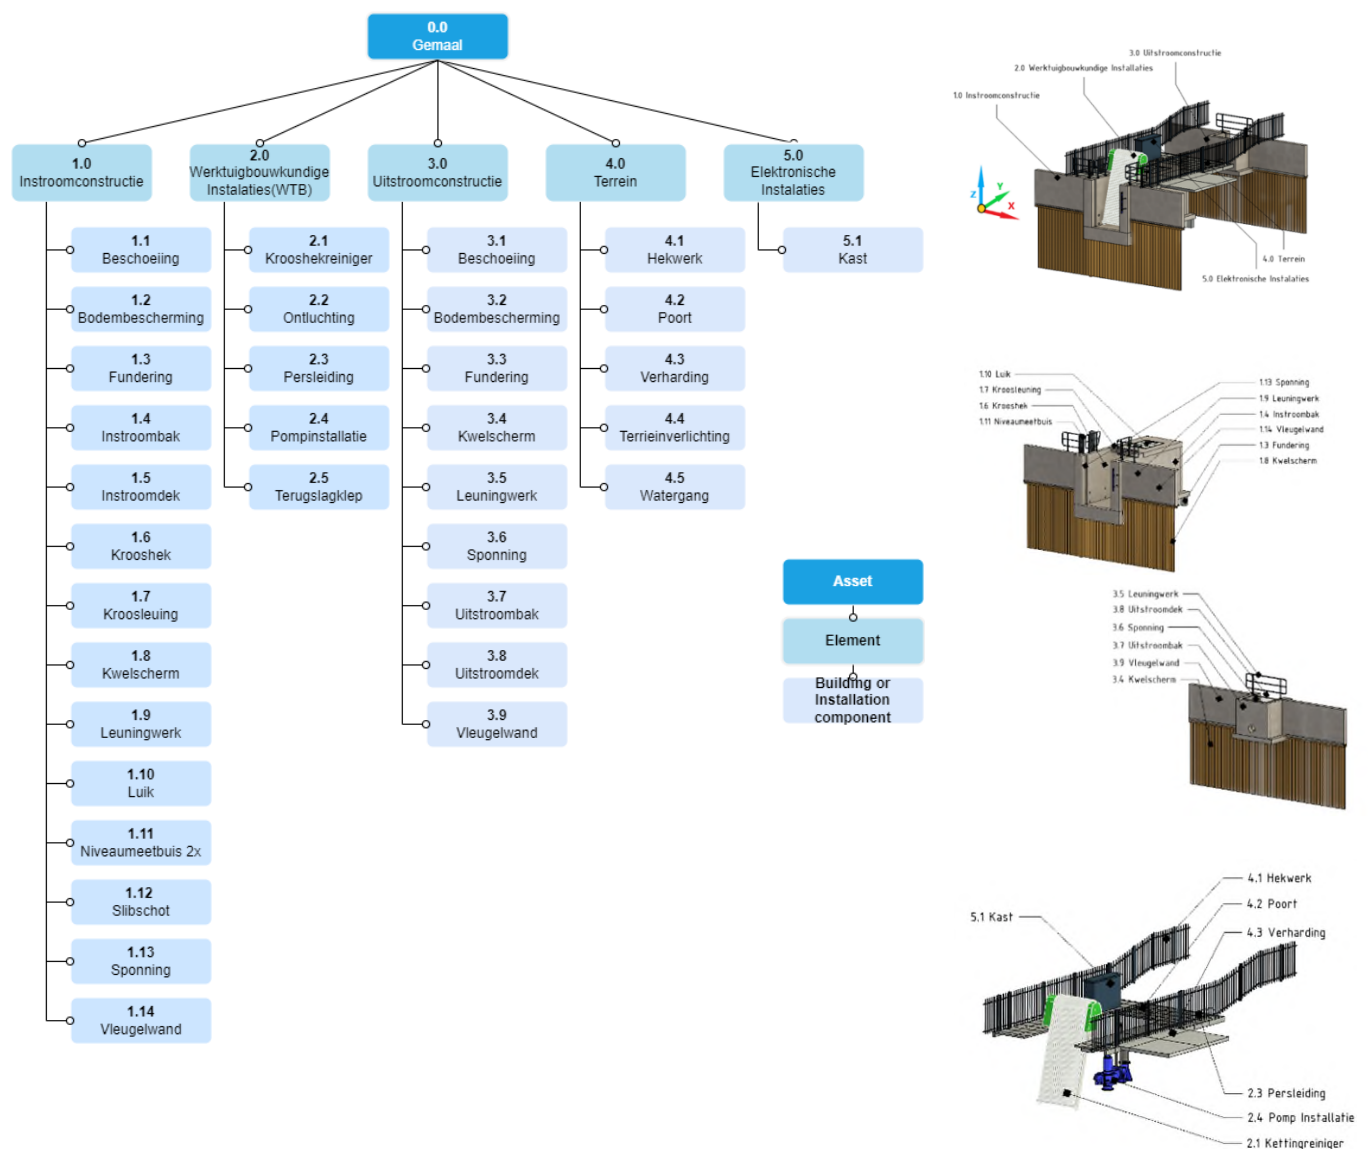 0.0
Gemaal
1.0
Instroomconstructie
2.0
Werktuigbouwkundige
Instalaties(WTB)
3.0
Uitstroomconstructie
4.0
Terrein
5.0
Elektronische
Instalaties
1.1
Beschoeiing
1.2
Bodembescherming
1.3
Fundering
1.4
Instroombak
1.5
Instroomdek
1.6
Krooshek
1.7
Kroosleuing
1.8
Kwelscherm
1.9
Leuningwerk
1.10
Luik
1.11
Niveaumeetbuis 2x
1.12
Slibschot
1.13
Sponning
1.14
Vleugelwand
2.1
Krooshekreiniger
2.2
Ontluchting
2.3
Persleiding
2.4
Pompinstallatie
2.5
Terugslagklep
3.1
Beschoeiing
3.2
Bodembescherming
3.3
Fundering
3.4
Kwelscherm
3.5
Leuningwerk
3.6
Sponning
3.7
Uitstroombak
3.8
Uitstroomdek
3.9
Vleugelwand
4.1
Hekwerk
4.2
Poort
4.3
Verharding
4.4
Terrieinverlichting
4.5
Watergang
5.1
Kast
Asset
Element
Building or
Installation
component
3.0 Uitstroomconstructie
2.0 Werktuigbouwkundige Installaties
1.0 Instroomconstructie
Z
Y
X
4.0 Terrein
5.0 Elektronische Instalaties
1.10 Luik
1.7 Kroosleuning
1.6 Krooshek
1.11 Niveaumeetbuis
1.13 Sponning
1.9 Leuningwerk
1.4 Instroombak
1.14 Vleugelwand
1.3 Fundering
1.8 Kwelscherm
3.5 Leuningwerk
3.8 Uitstroomdek
3.6 Sponning
3.7 Uitstroombak
3.9 Vleugelwand
3.4 Kwelscherm
4.1 Hekwerk
4.2 Poort
5.1 Kast
4.3 Verharding
2.3 Persleiding
2.4 Pomp Installatie
2.1 Kettingreiniger